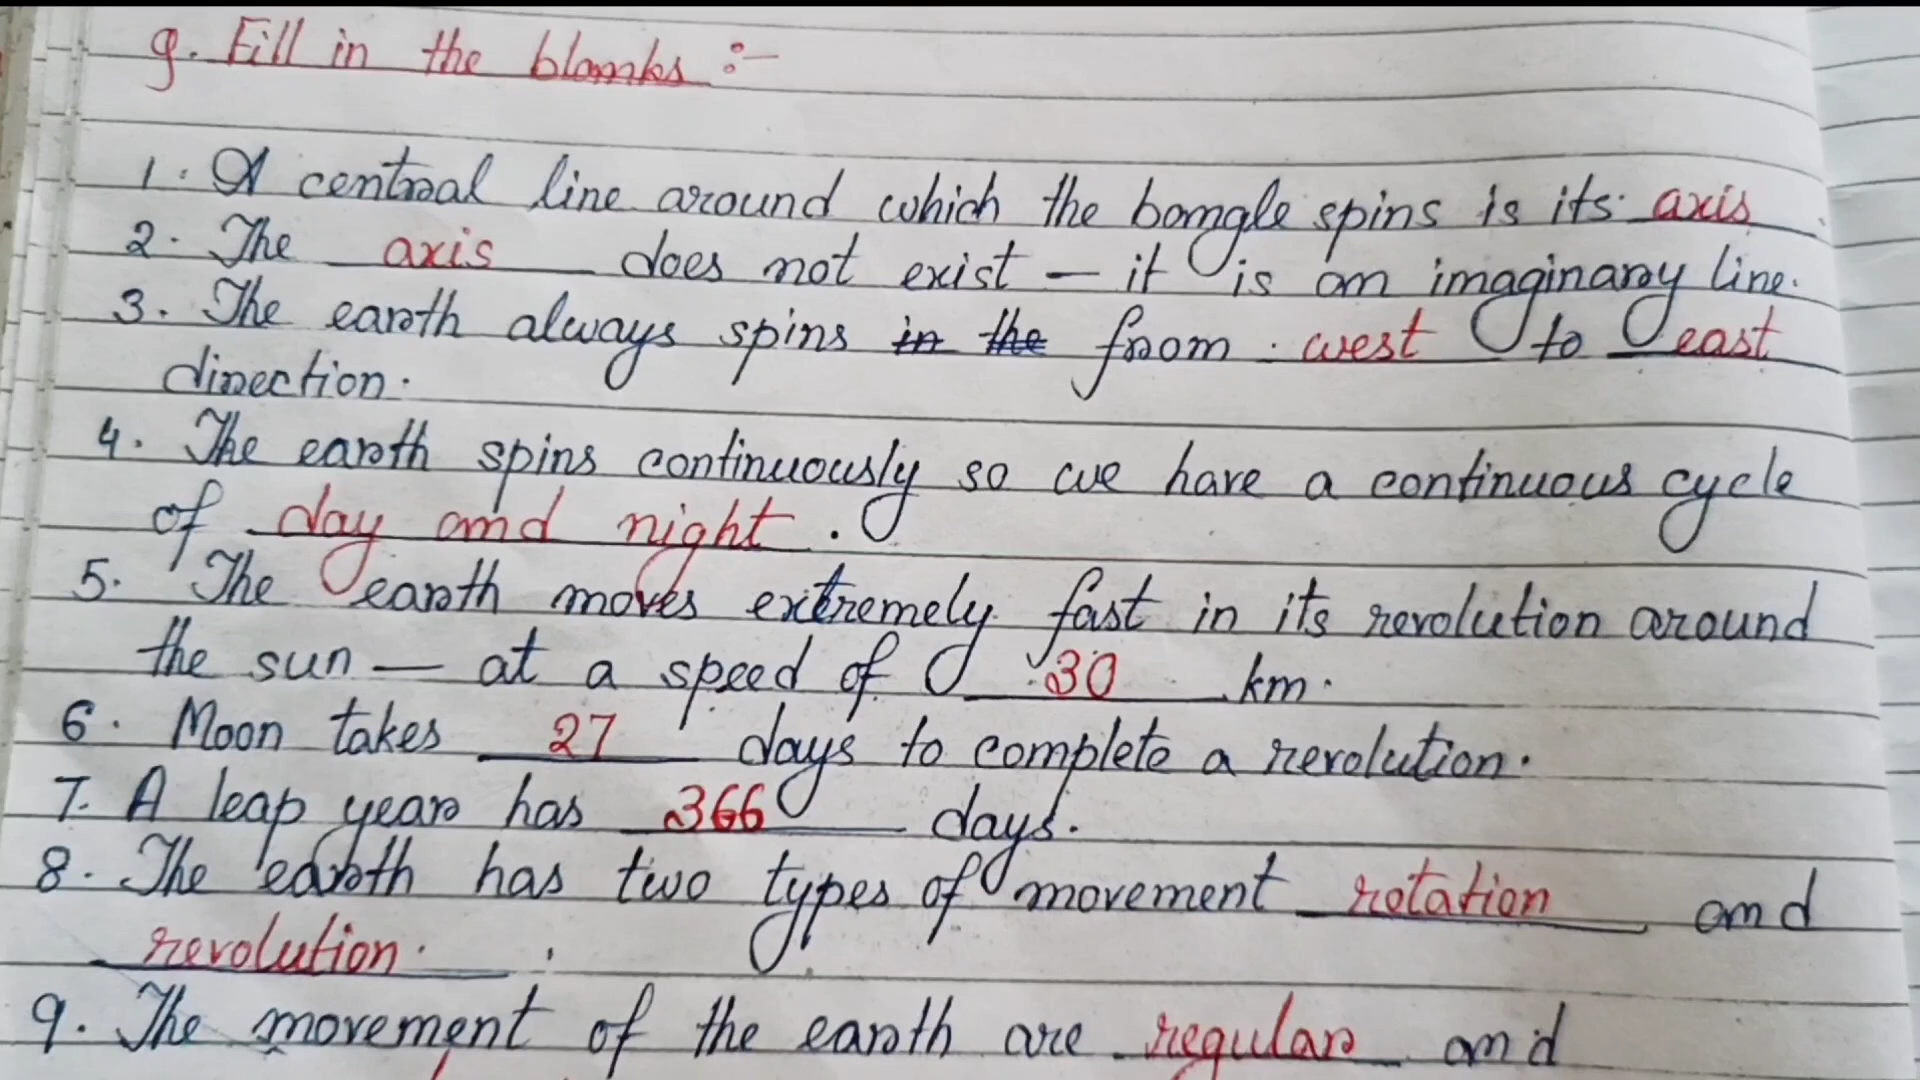 g. Fill in the blanks :-
1. A central line around which the bangle spins is its axis.
2. The axis does not exist – it is an imaginary line.
3. The earth always spins in the from west to east
direction.
4. The earth spins continuously so we have a continuous cycle
of day and night.
5. The earth moves extremely fast in its revolution around
the sun – at a speed of 30 km.
6. Moon takes 27 days to complete a revolution.
7. A leap year has 366 days.
8. The earth has two types of movement rotation and
revolution.
9. The movement of the earth are regular and